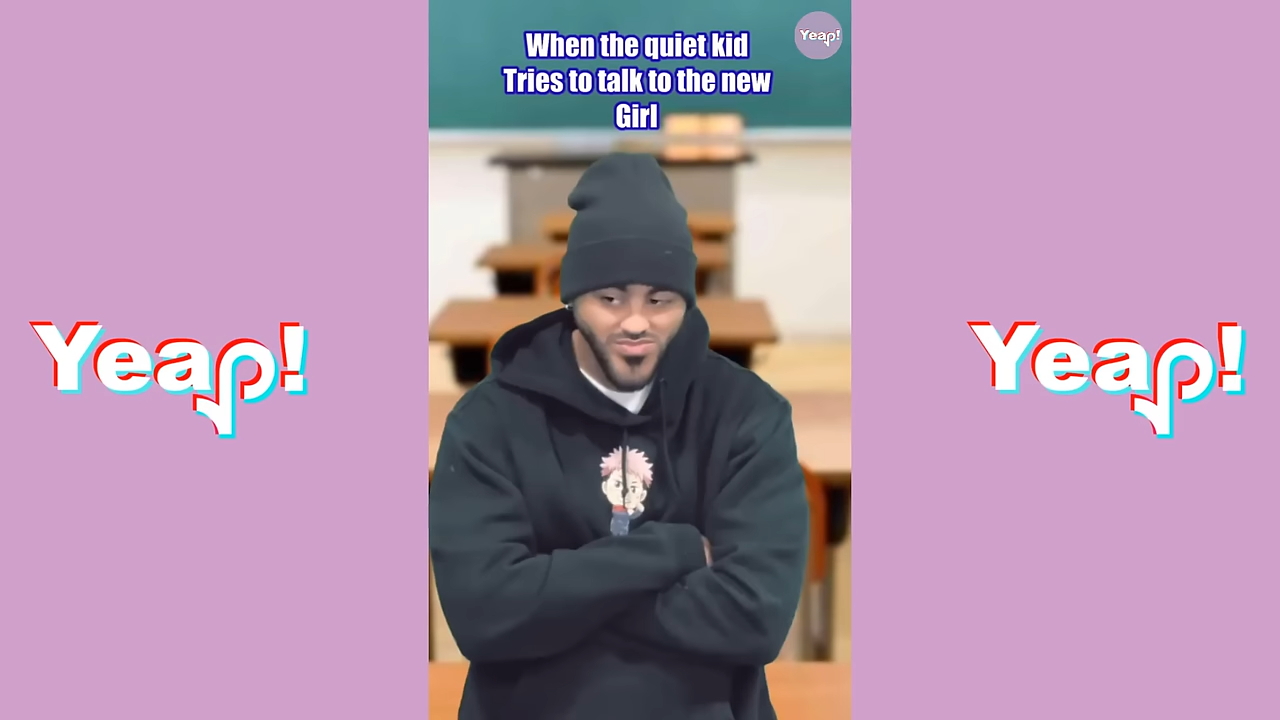 When the quiet kid
Tries to talk to the new
Girl
Yeap!
Yeap!
Yeap!